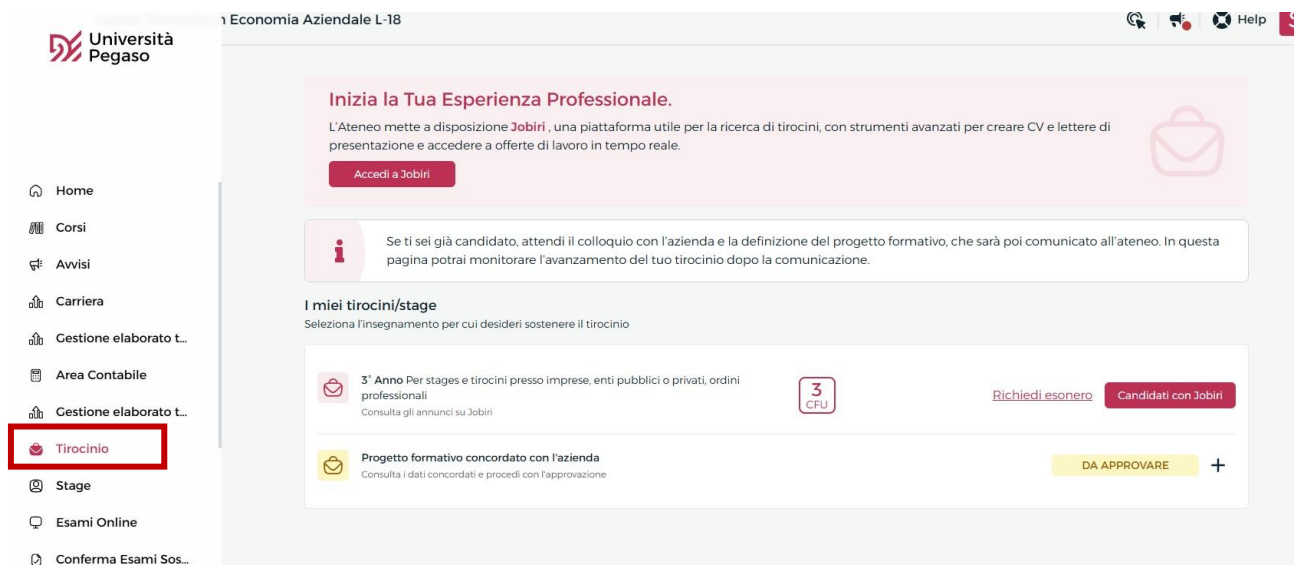 Economia Aziendale L-18
Help
Università
Pegaso
Inizia la Tua Esperienza Professionale.
L'Ateneo mette a disposizione Jobiri , una piattaforma utile per la ricerca di tirocini, con strumenti avanzati per creare CV e lettere di
presentazione e accedere a offerte di lavoro in tempo reale.
Accedi a Jobiri
Home
Corsi
Avvisi
Carriera
Gestione elaborato t...
Area Contabile
Gestione elaborato t...
Tirocinio
Stage
Esami Online
Conferma Esami Sos...
Se ti sei già candidato, attendi il colloquio con l'azienda e la definizione del progetto formativo, che sarà poi comunicato all'ateneo. In questa
pagina potrai monitorare l'avanzamento del tuo tirocinio dopo la comunicazione.
I miei tirocini/stage
Seleziona l'insegnamento per cui desideri sostenere il tirocinio
3° Anno Per stages e tirocini presso imprese, enti pubblici o privati, ordini
professionali
Consulta gli annunci su Jobiri
3
CFU
Richiedi esonero
Candidati con Jobiri
Progetto formativo concordato con l'azienda
Consulta i dati concordati e procedi con l'approvazione
DA APPROVARE